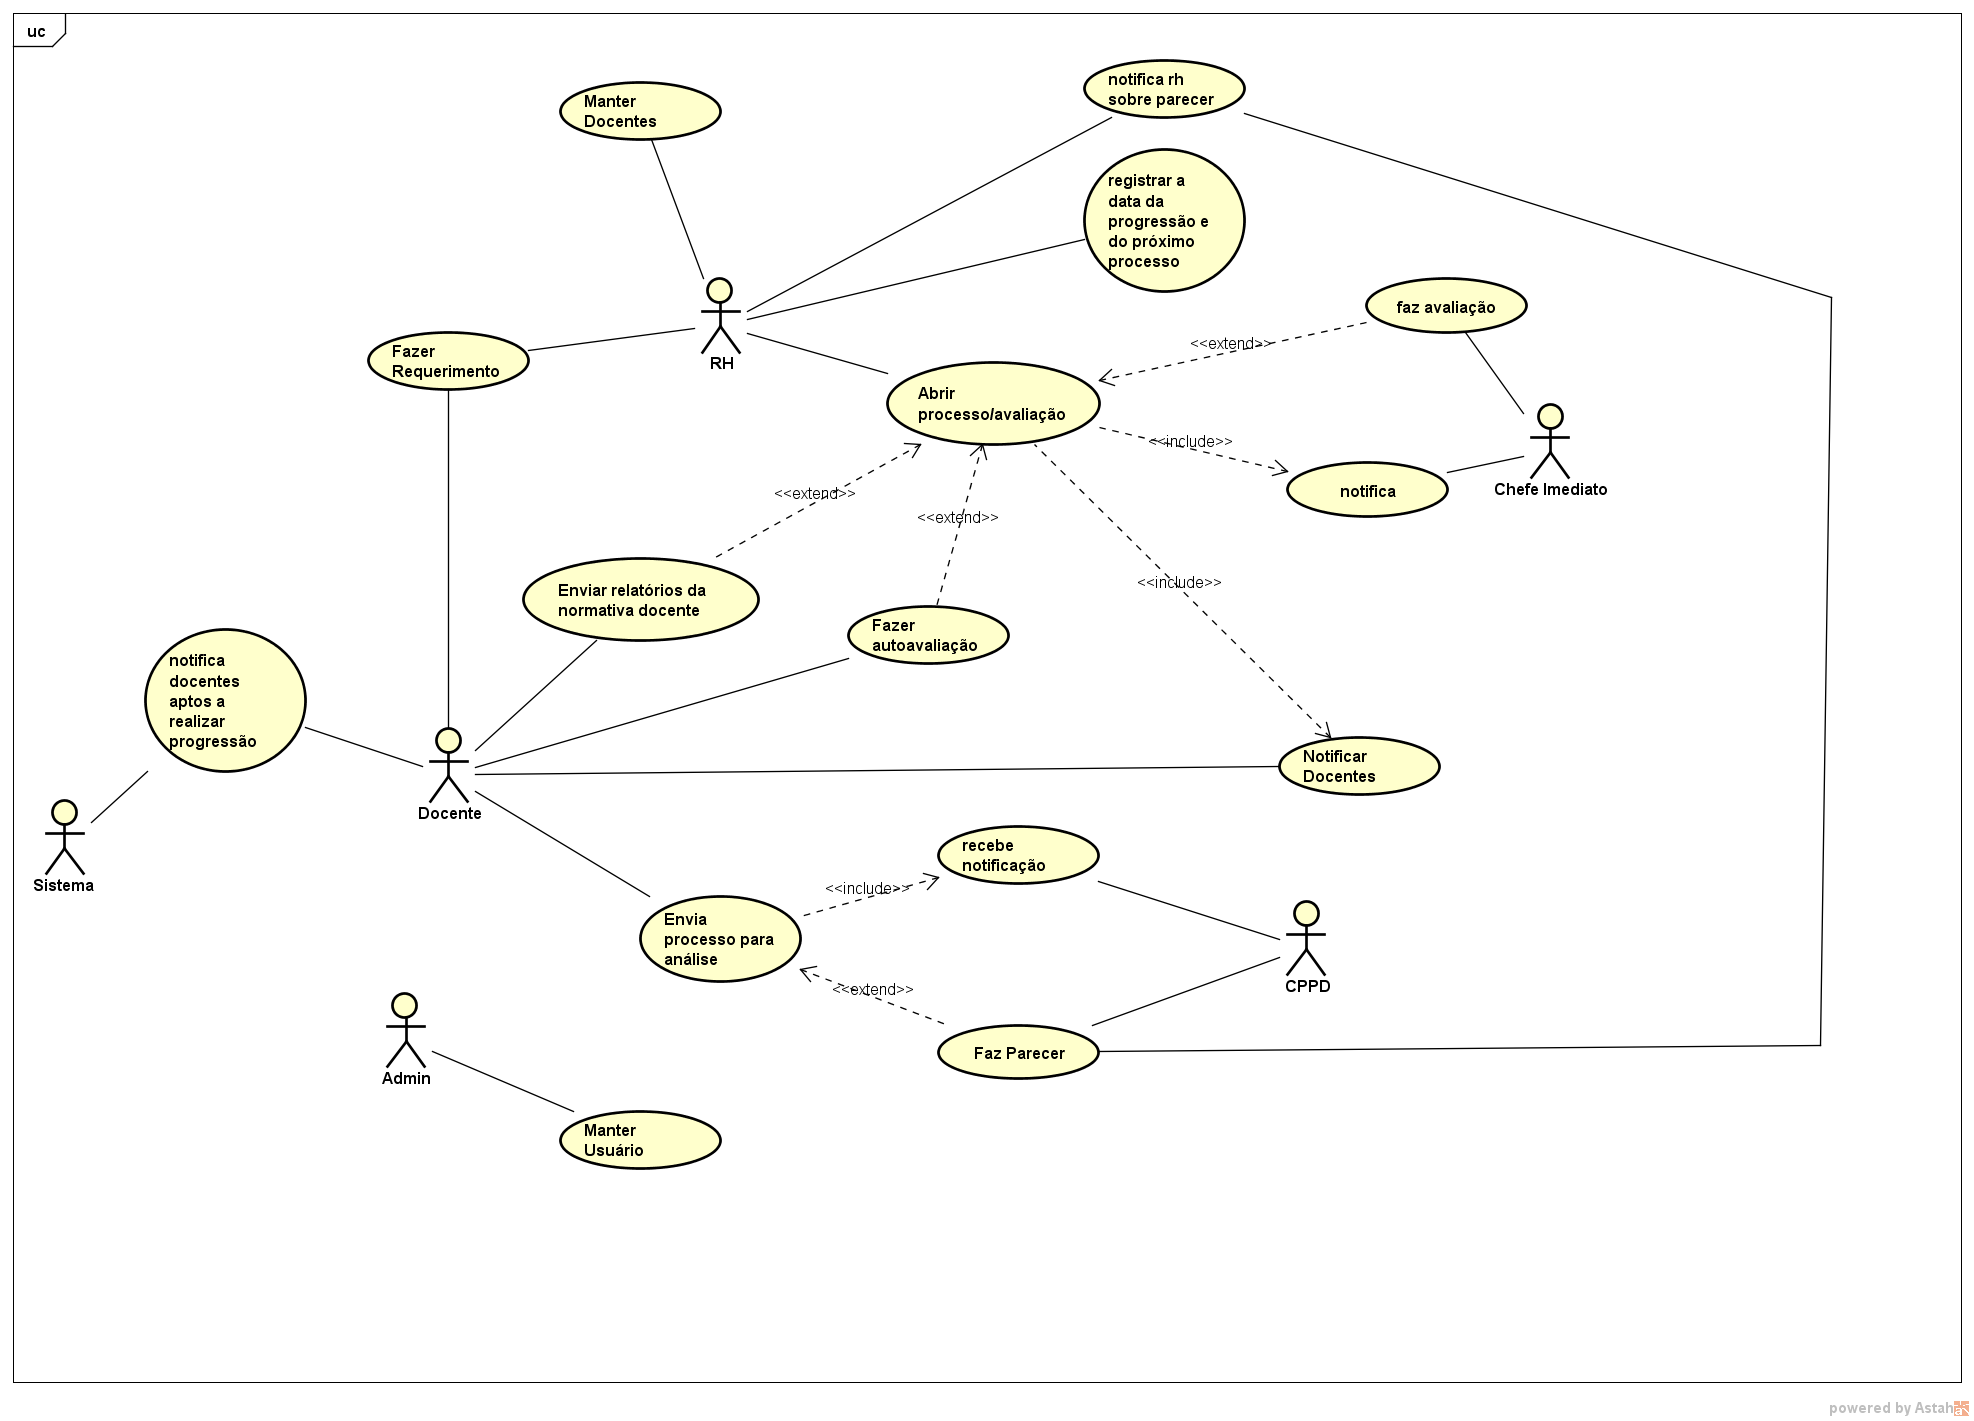 uc
Manter
Docentes
notifica rh
sobre parecer
registrar a
data da
progressão e
do próximo
processo
faz avaliação
<<extend>>
RH
Fazer
Requerimento
Abrir
processo/avaliação
<<include>>
notifica
Chefe Imediato
<<extend>>
<<extend>>
<<include>>
Enviar relatórios da
normativa docente
Fazer
autoavaliação
notifica
docentes
aptos a
realizar
progressão
Notificar
Docentes
Docente
Sistema
recebe
notificação
<<include>>
Envia
processo para
análise
<<extend>>
CPPD
Faz Parecer
Admin
Manter
Usuário
powered by Astah